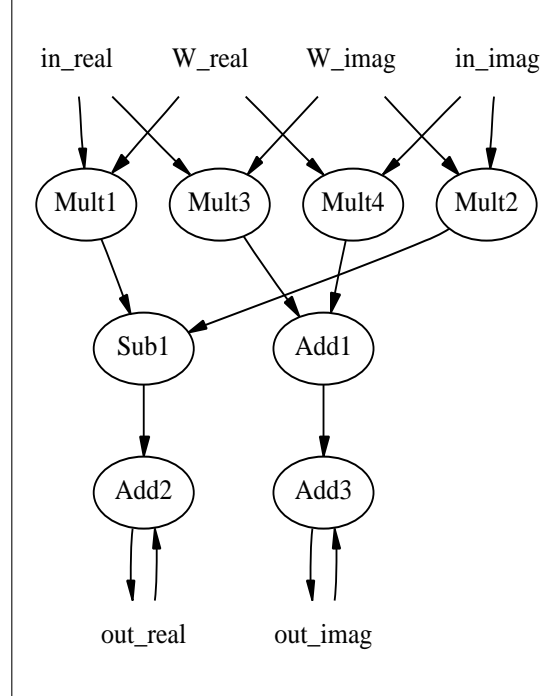 in_real W_real W_imag in_imag
Mult1 Mult3 Mult4 Mult2
Sub1 Add1
Add2 Add3
out_real out_imag